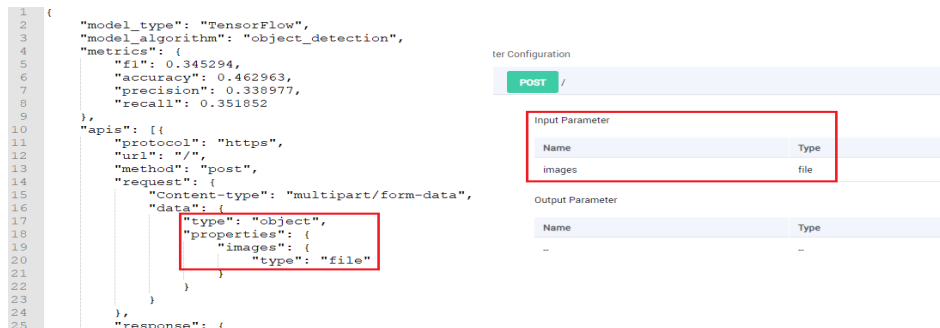 1 {
2 "model_type": "TensorFlow",
3 "model_algorithm": "object_detection",
4 "metrics": {
5 "f1": 0.345294,
6 "accuracy": 0.462963,
7 "precision": 0.338977,
8 "recall": 0.351852
9 },
10 "apis": [{
11 "protocol": "https",
12 "url": "/",
13 "method": "post",
14 "request": {
15 "Content-type": "multipart/form-data",
16 "data": {
17 "type": "object",
18 "properties": {
19 "images": {
20 "type": "file"
21 }
22 }
23 }
24 },
25 "response": {
ter Configuration
POST /
Input Parameter
Name Type
images file
Output Parameter
Name Type
-- --